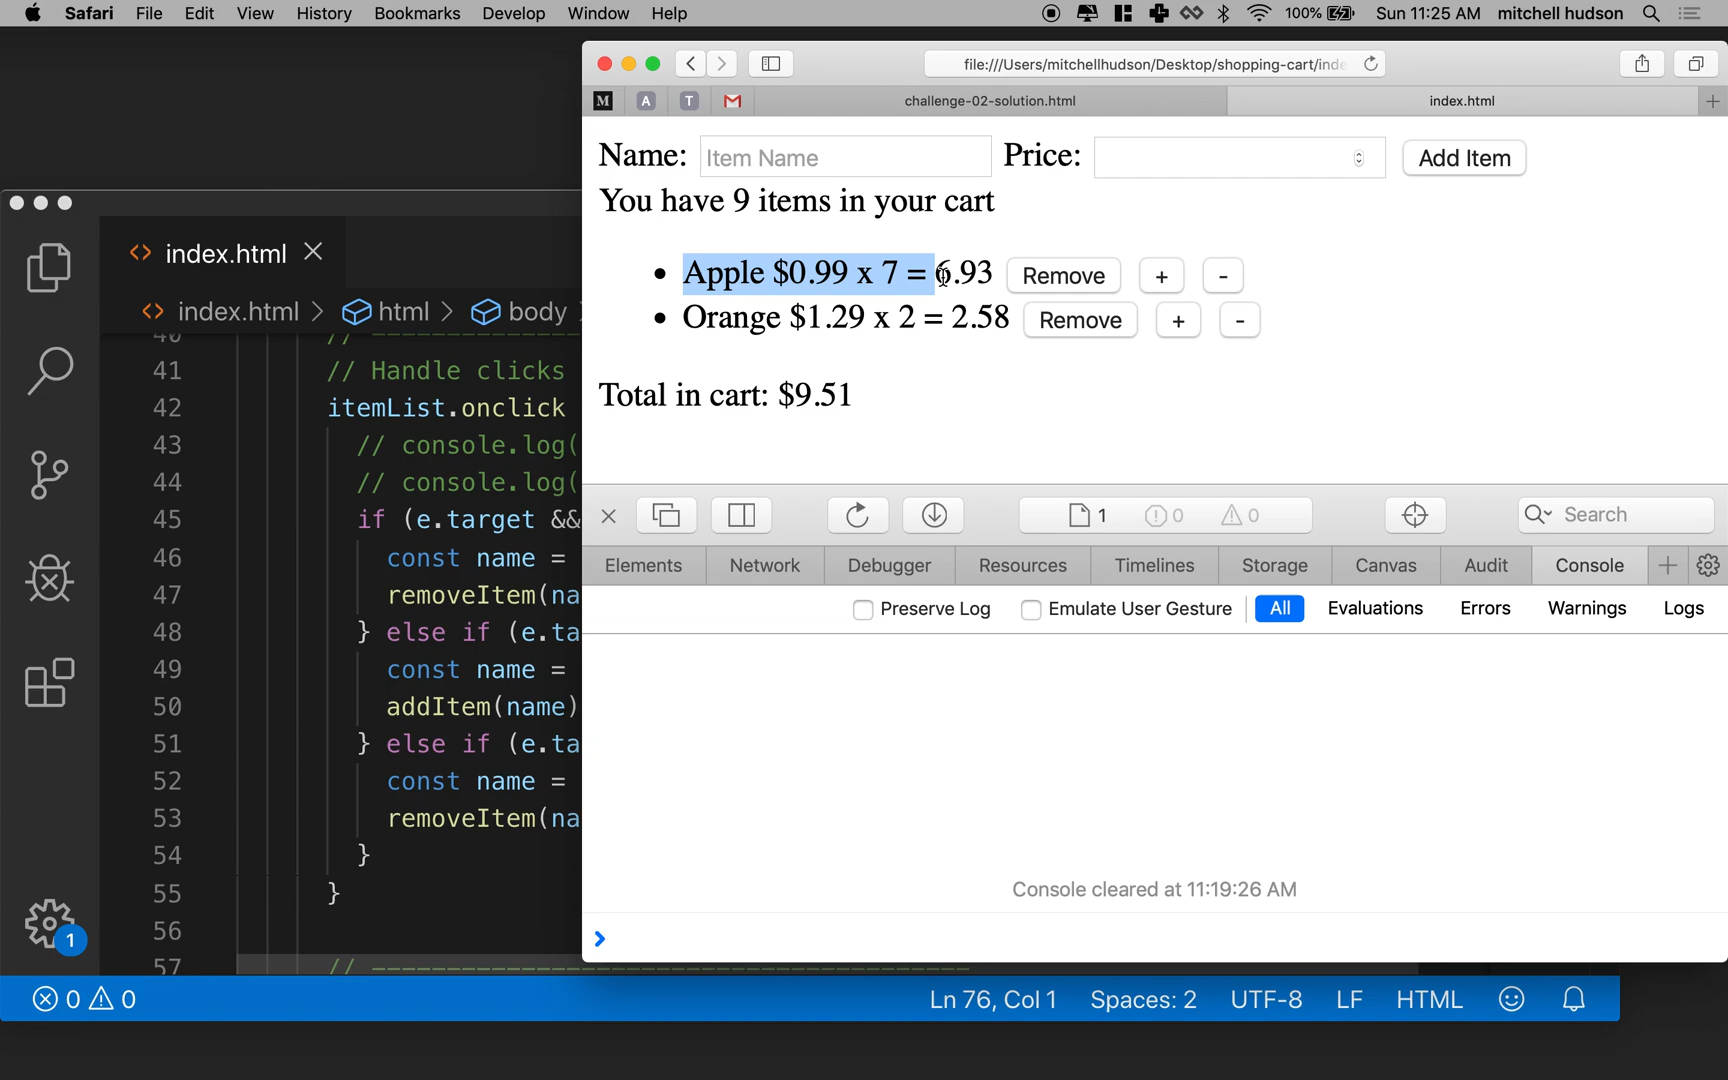 Safari File Edit View History Bookmarks Develop Window Help 100% Sun 11:25 AM mitchell hudson
file:///Users/mitchellhudson/Desktop/shopping-cart/inde
M A T challenge-02-solution.html index.html +
Name: Item Name Price: Add Item
You have 9 items in your cart
• Apple $0.99 x 7 = 6.93 Remove + -
• Orange $1.29 x 2 = 2.58 Remove + -
Total in cart: $9.51
1 0 0 Search
Elements Network Debugger Resources Timelines Storage Canvas Audit Console
Preserve Log Emulate User Gesture All Evaluations Errors Warnings Logs
Console cleared at 11:19:26 AM
index.html
index.html > html > body
40 // -----------------
41 // Handle clicks
42 itemList.onclick
43 // console.log(
44 // console.log(
45 if (e.target &&
46 const name =
47 removeItem(na
48 } else if (e.ta
49 const name =
50 addItem(name)
51 } else if (e.ta
52 const name =
53 removeItem(na
54 }
55 }
56
57 // ----------------------------------------
1
0 0 Ln 76, Col 1 Spaces: 2 UTF-8 LF HTML